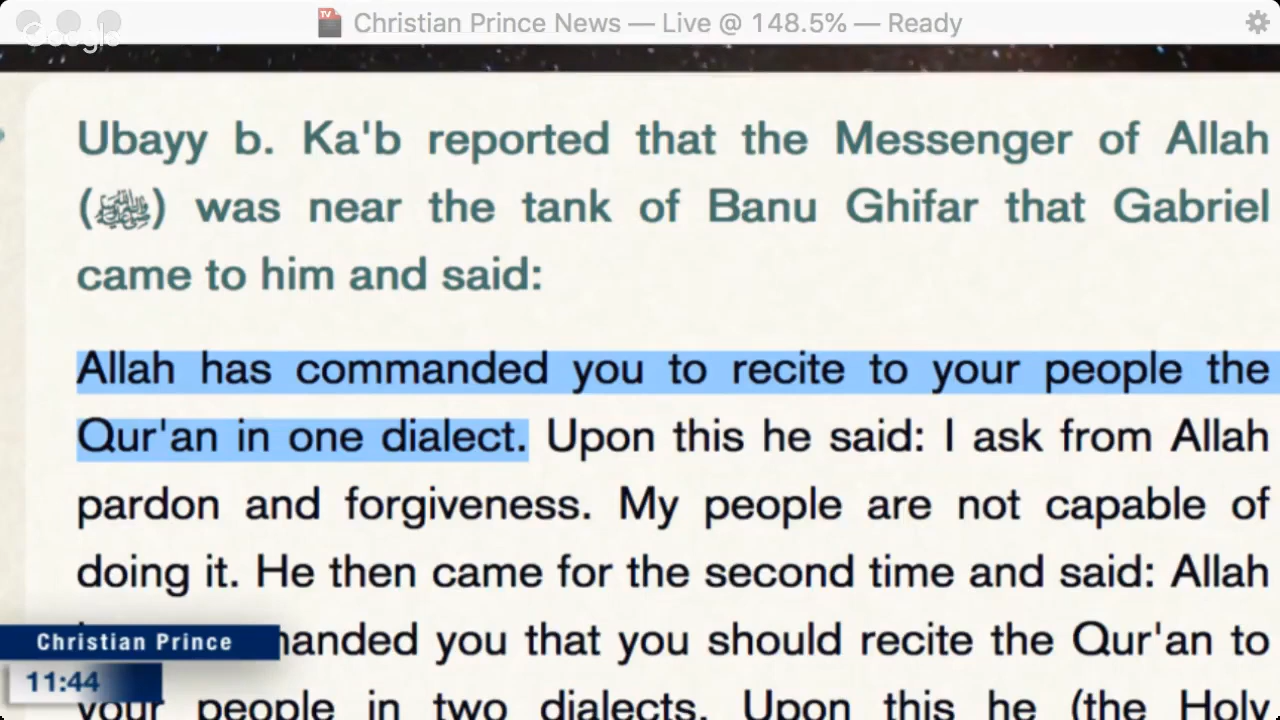 Christian Prince News — Live @ 148.5% — Ready
Google
Ubayy b. Ka'b reported that the Messenger of Allah
(ﷺ) was near the tank of Banu Ghifar that Gabriel
came to him and said:
Allah has commanded you to recite to your people the
Qur'an in one dialect. Upon this he said: I ask from Allah
pardon and forgiveness. My people are not capable of
doing it. He then came for the second time and said: Allah
manded you that you should recite the Qur'an to
your people in two dialects. Upon this he (the Holy
Christian Prince
11:44